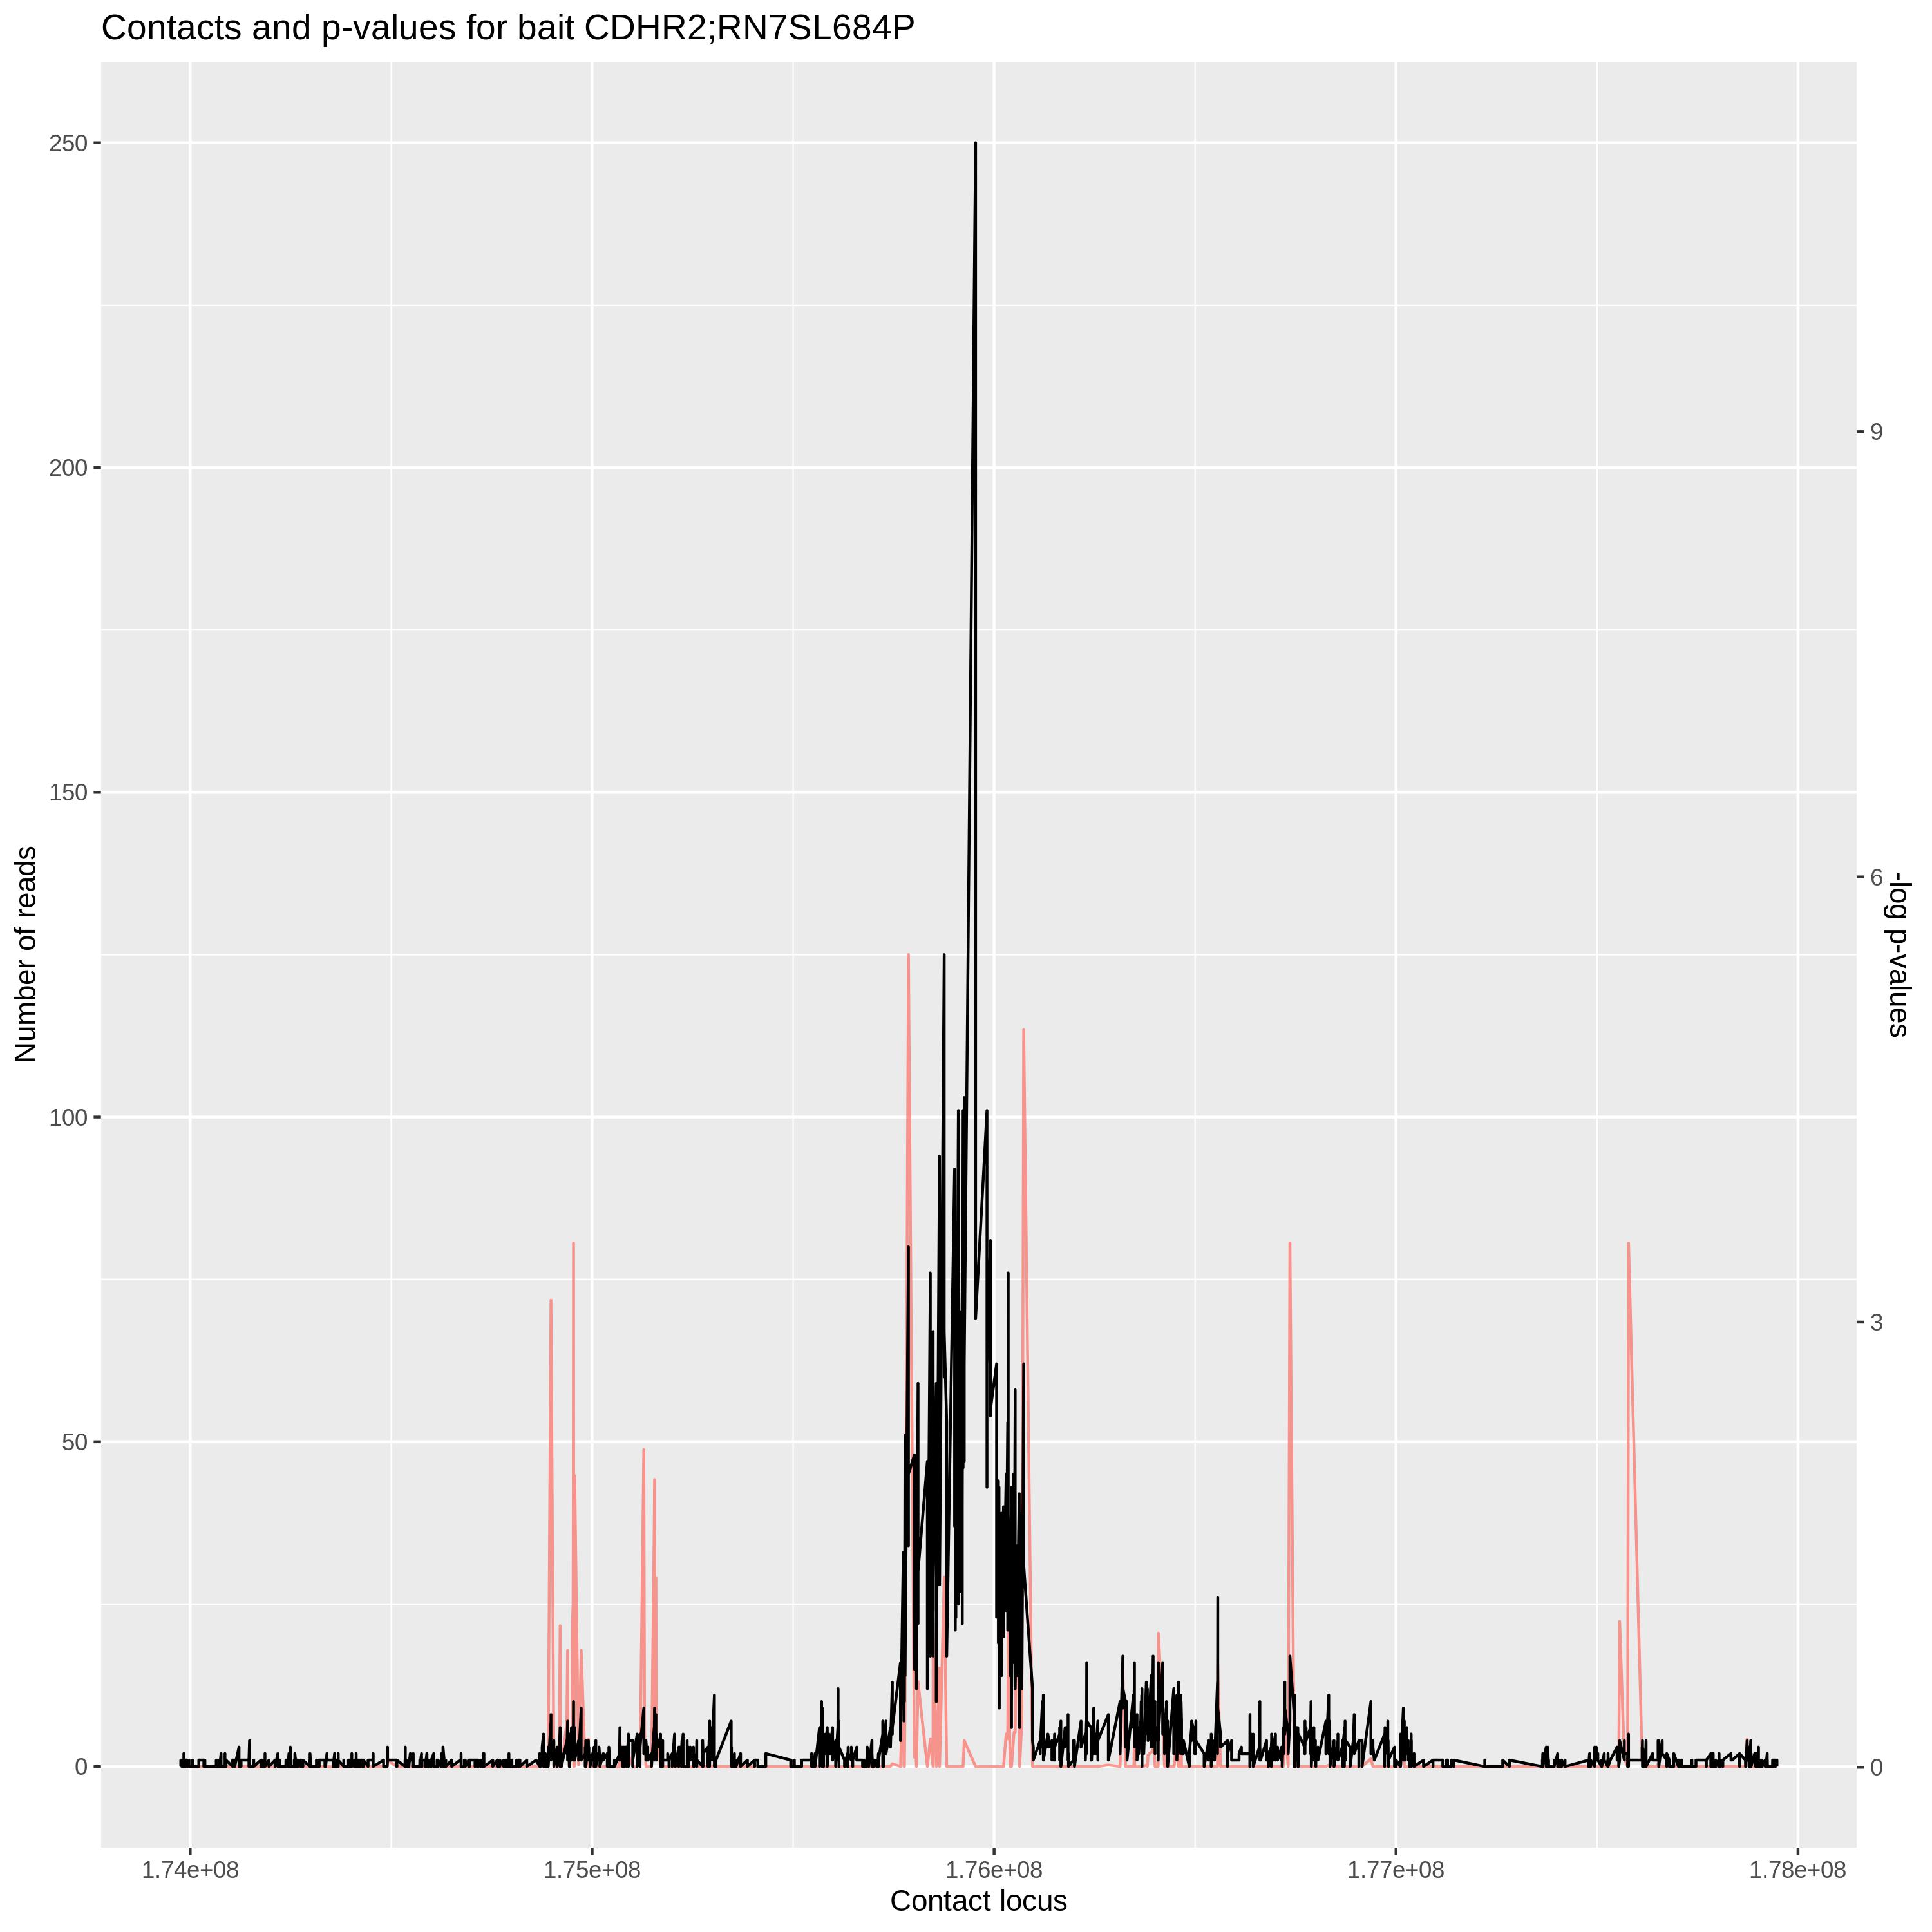 Contacts and p-values for bait CDHR2;RN7SL684P
250
200
150
100
50
0
Number of reads
9
6
3
0
-log p-values
1.74e+08
1.75e+08
1.76e+08
1.77e+08
1.78e+08
Contact locus